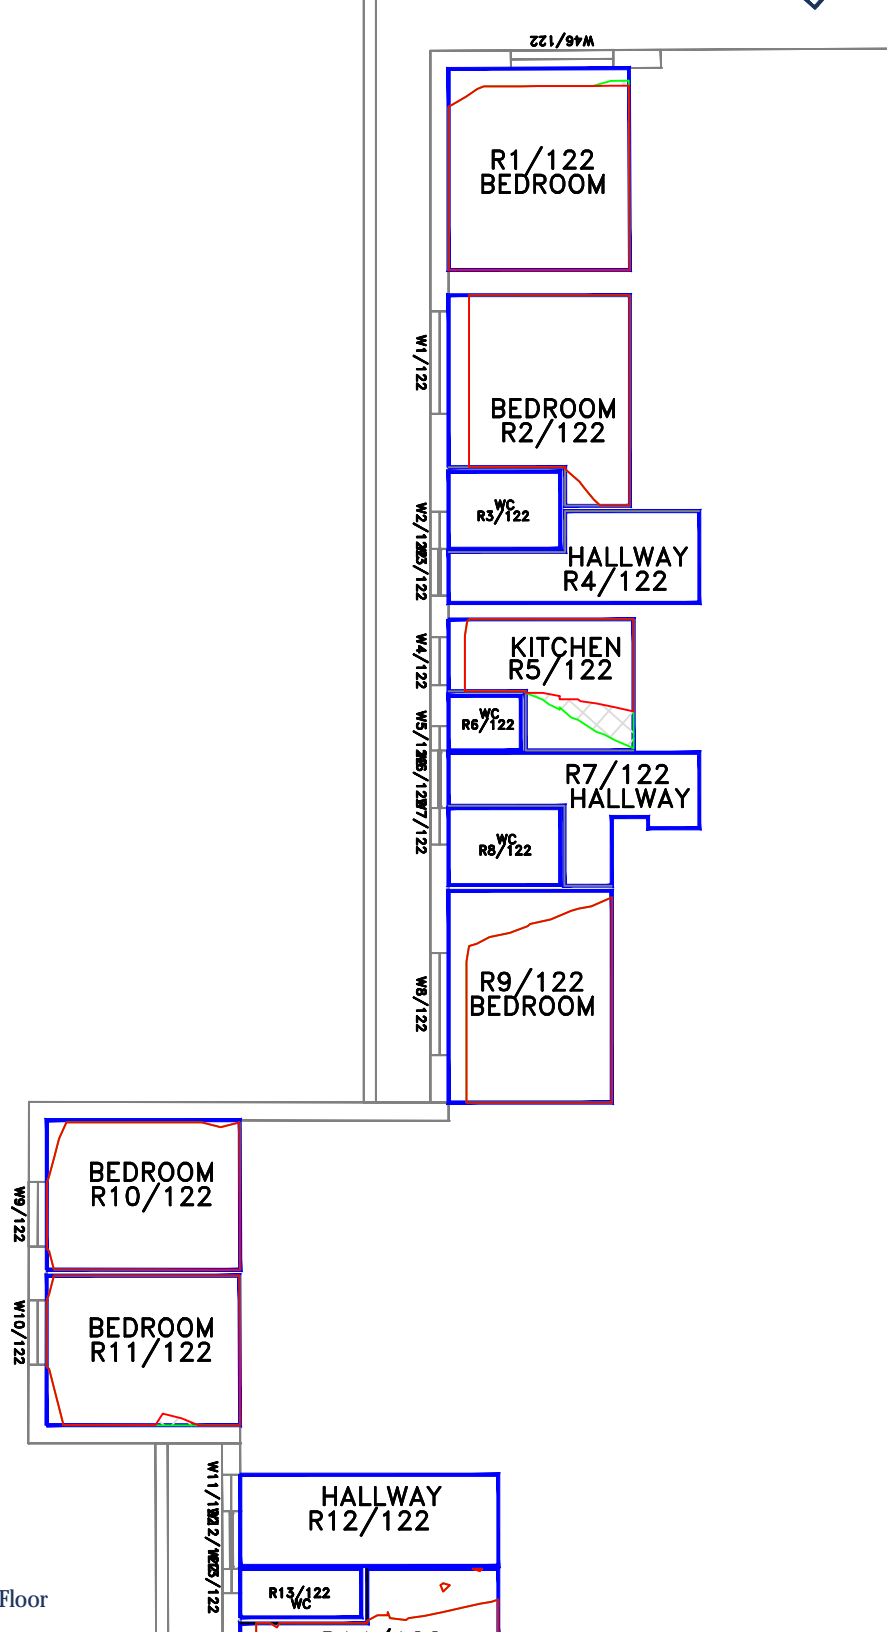 W46/122
R1/122
BEDROOM
W1/122
BEDROOM
R2/122
WC
R3/122
HALLWAY
R4/122
W4/122
KITCHEN
R5/122
WC
R6/122
R7/122
HALLWAY
WC
R8/122
R9/122
BEDROOM
W8/122
BEDROOM
R10/122
W9/122
BEDROOM
R11/122
W10/122
HALLWAY
R12/122
R13/122
WC
Floor